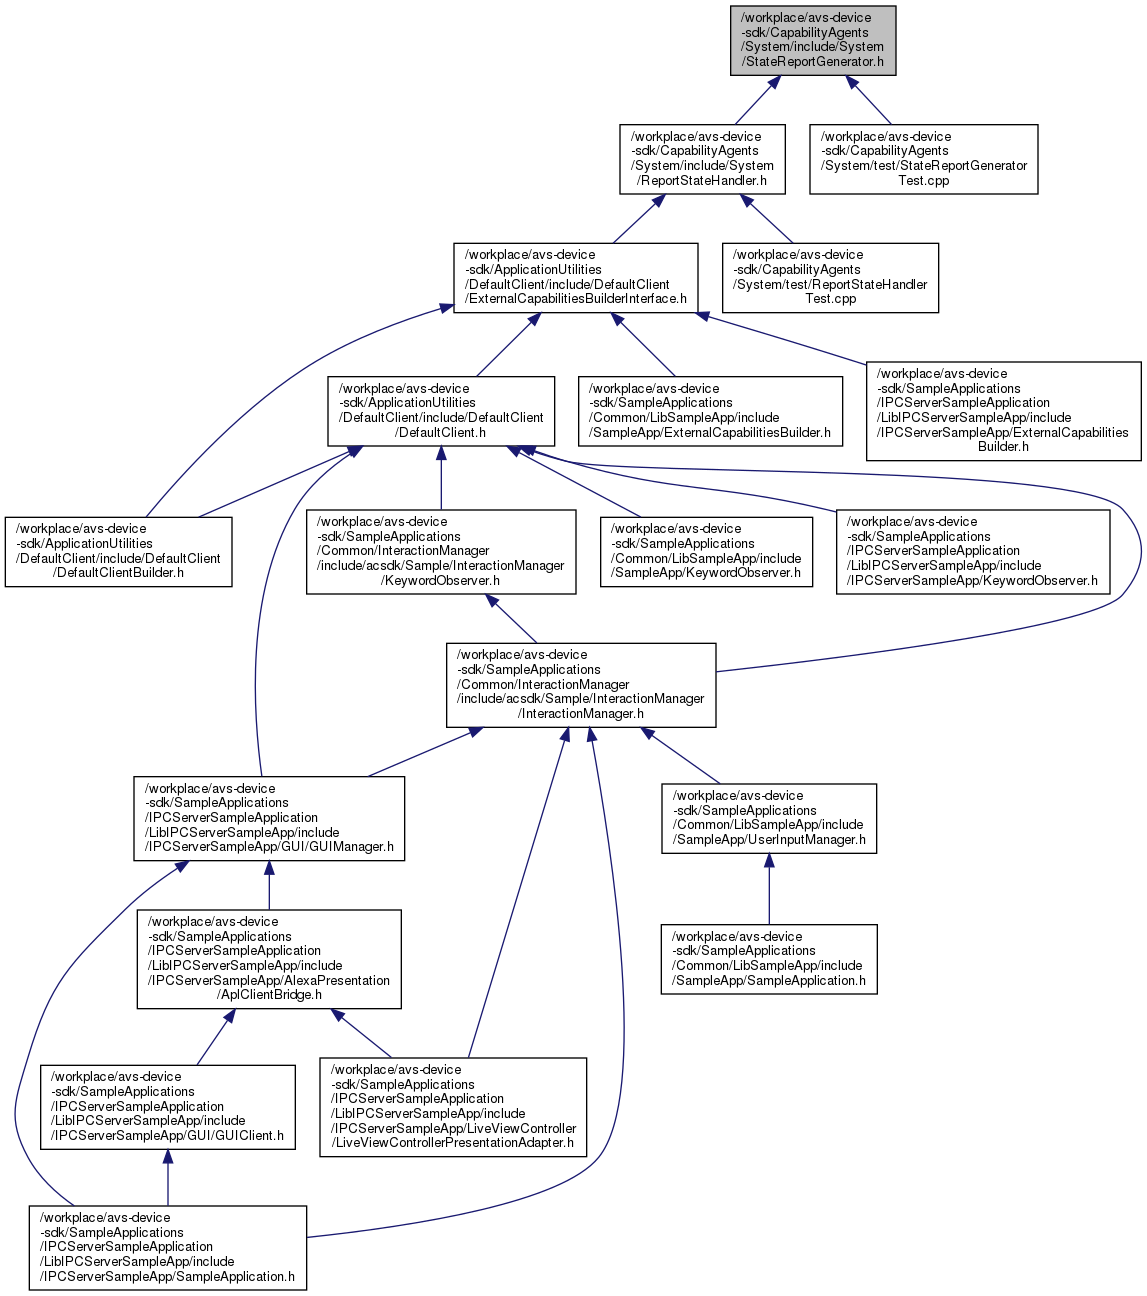 /workplace/avs-device
-sdk/CapabilityAgents
/System/include/System
/StateReportGenerator.h
/workplace/avs-device
-sdk/CapabilityAgents
/System/include/System
/ReportStateHandler.h
/workplace/avs-device
-sdk/CapabilityAgents
/System/test/StateReportGenerator
Test.cpp
/workplace/avs-device
-sdk/ApplicationUtilities
/DefaultClient/include/DefaultClient
/ExternalCapabilitiesBuilderInterface.h
/workplace/avs-device
-sdk/CapabilityAgents
/System/test/ReportStateHandler
Test.cpp
/workplace/avs-device
-sdk/ApplicationUtilities
/DefaultClient/include/DefaultClient
/DefaultClient.h
/workplace/avs-device
-sdk/SampleApplications
/Common/LibSampleApp/include
/SampleApp/ExternalCapabilitiesBuilder.h
/workplace/avs-device
-sdk/SampleApplications
/IPCServerSampleApplication
/LibIPCServerSampleApp/include
/IPCServerSampleApp/ExternalCapabilities
Builder.h
/workplace/avs-device
-sdk/ApplicationUtilities
/DefaultClient/include/DefaultClient
/DefaultClientBuilder.h
/workplace/avs-device
-sdk/SampleApplications
/Common/InteractionManager
/include/acsdk/Sample/InteractionManager
/KeywordObserver.h
/workplace/avs-device
-sdk/SampleApplications
/Common/LibSampleApp/include
/SampleApp/KeywordObserver.h
/workplace/avs-device
-sdk/SampleApplications
/IPCServerSampleApplication
/LibIPCServerSampleApp/include
/IPCServerSampleApp/KeywordObserver.h
/workplace/avs-device
-sdk/SampleApplications
/Common/InteractionManager
/include/acsdk/Sample/InteractionManager
/InteractionManager.h
/workplace/avs-device
-sdk/SampleApplications
/IPCServerSampleApplication
/LibIPCServerSampleApp/include
/IPCServerSampleApp/GUI/GUIManager.h
/workplace/avs-device
-sdk/SampleApplications
/Common/LibSampleApp/include
/SampleApp/UserInputManager.h
/workplace/avs-device
-sdk/SampleApplications
/IPCServerSampleApplication
/LibIPCServerSampleApp/include
/IPCServerSampleApp/AlexaPresentation
/AplClientBridge.h
/workplace/avs-device
-sdk/SampleApplications
/Common/LibSampleApp/include
/SampleApp/SampleApplication.h
/workplace/avs-device
-sdk/SampleApplications
/IPCServerSampleApplication
/LibIPCServerSampleApp/include
/IPCServerSampleApp/GUI/GUIClient.h
/workplace/avs-device
-sdk/SampleApplications
/IPCServerSampleApplication
/LibIPCServerSampleApp/include
/IPCServerSampleApp/LiveViewController
/LiveViewControllerPresentationAdapter.h
/workplace/avs-device
-sdk/SampleApplications
/IPCServerSampleApplication
/LibIPCServerSampleApp/include
/IPCServerSampleApp/SampleApplication.h